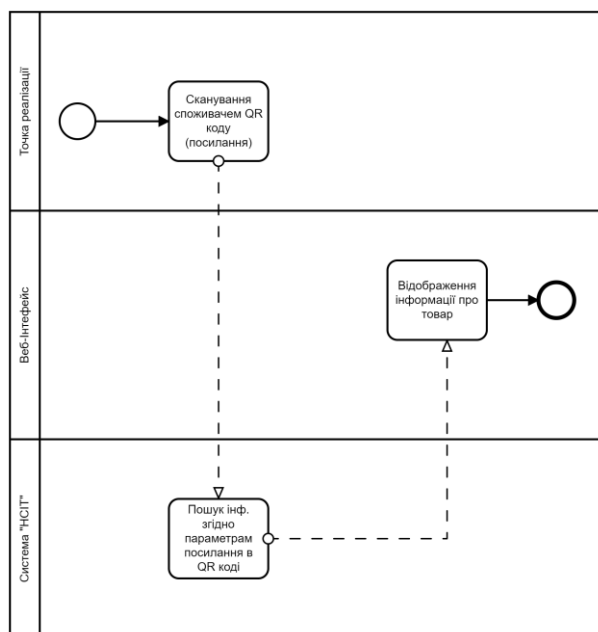 Точка реалізації
Сканування
споживачем QR
коду
(посилання)
Веб-Інтефейс
Відображення
інформації про
товар
Система "НСІТ"
Пошук інф.
згідно
параметрам
посилання в
QR коді